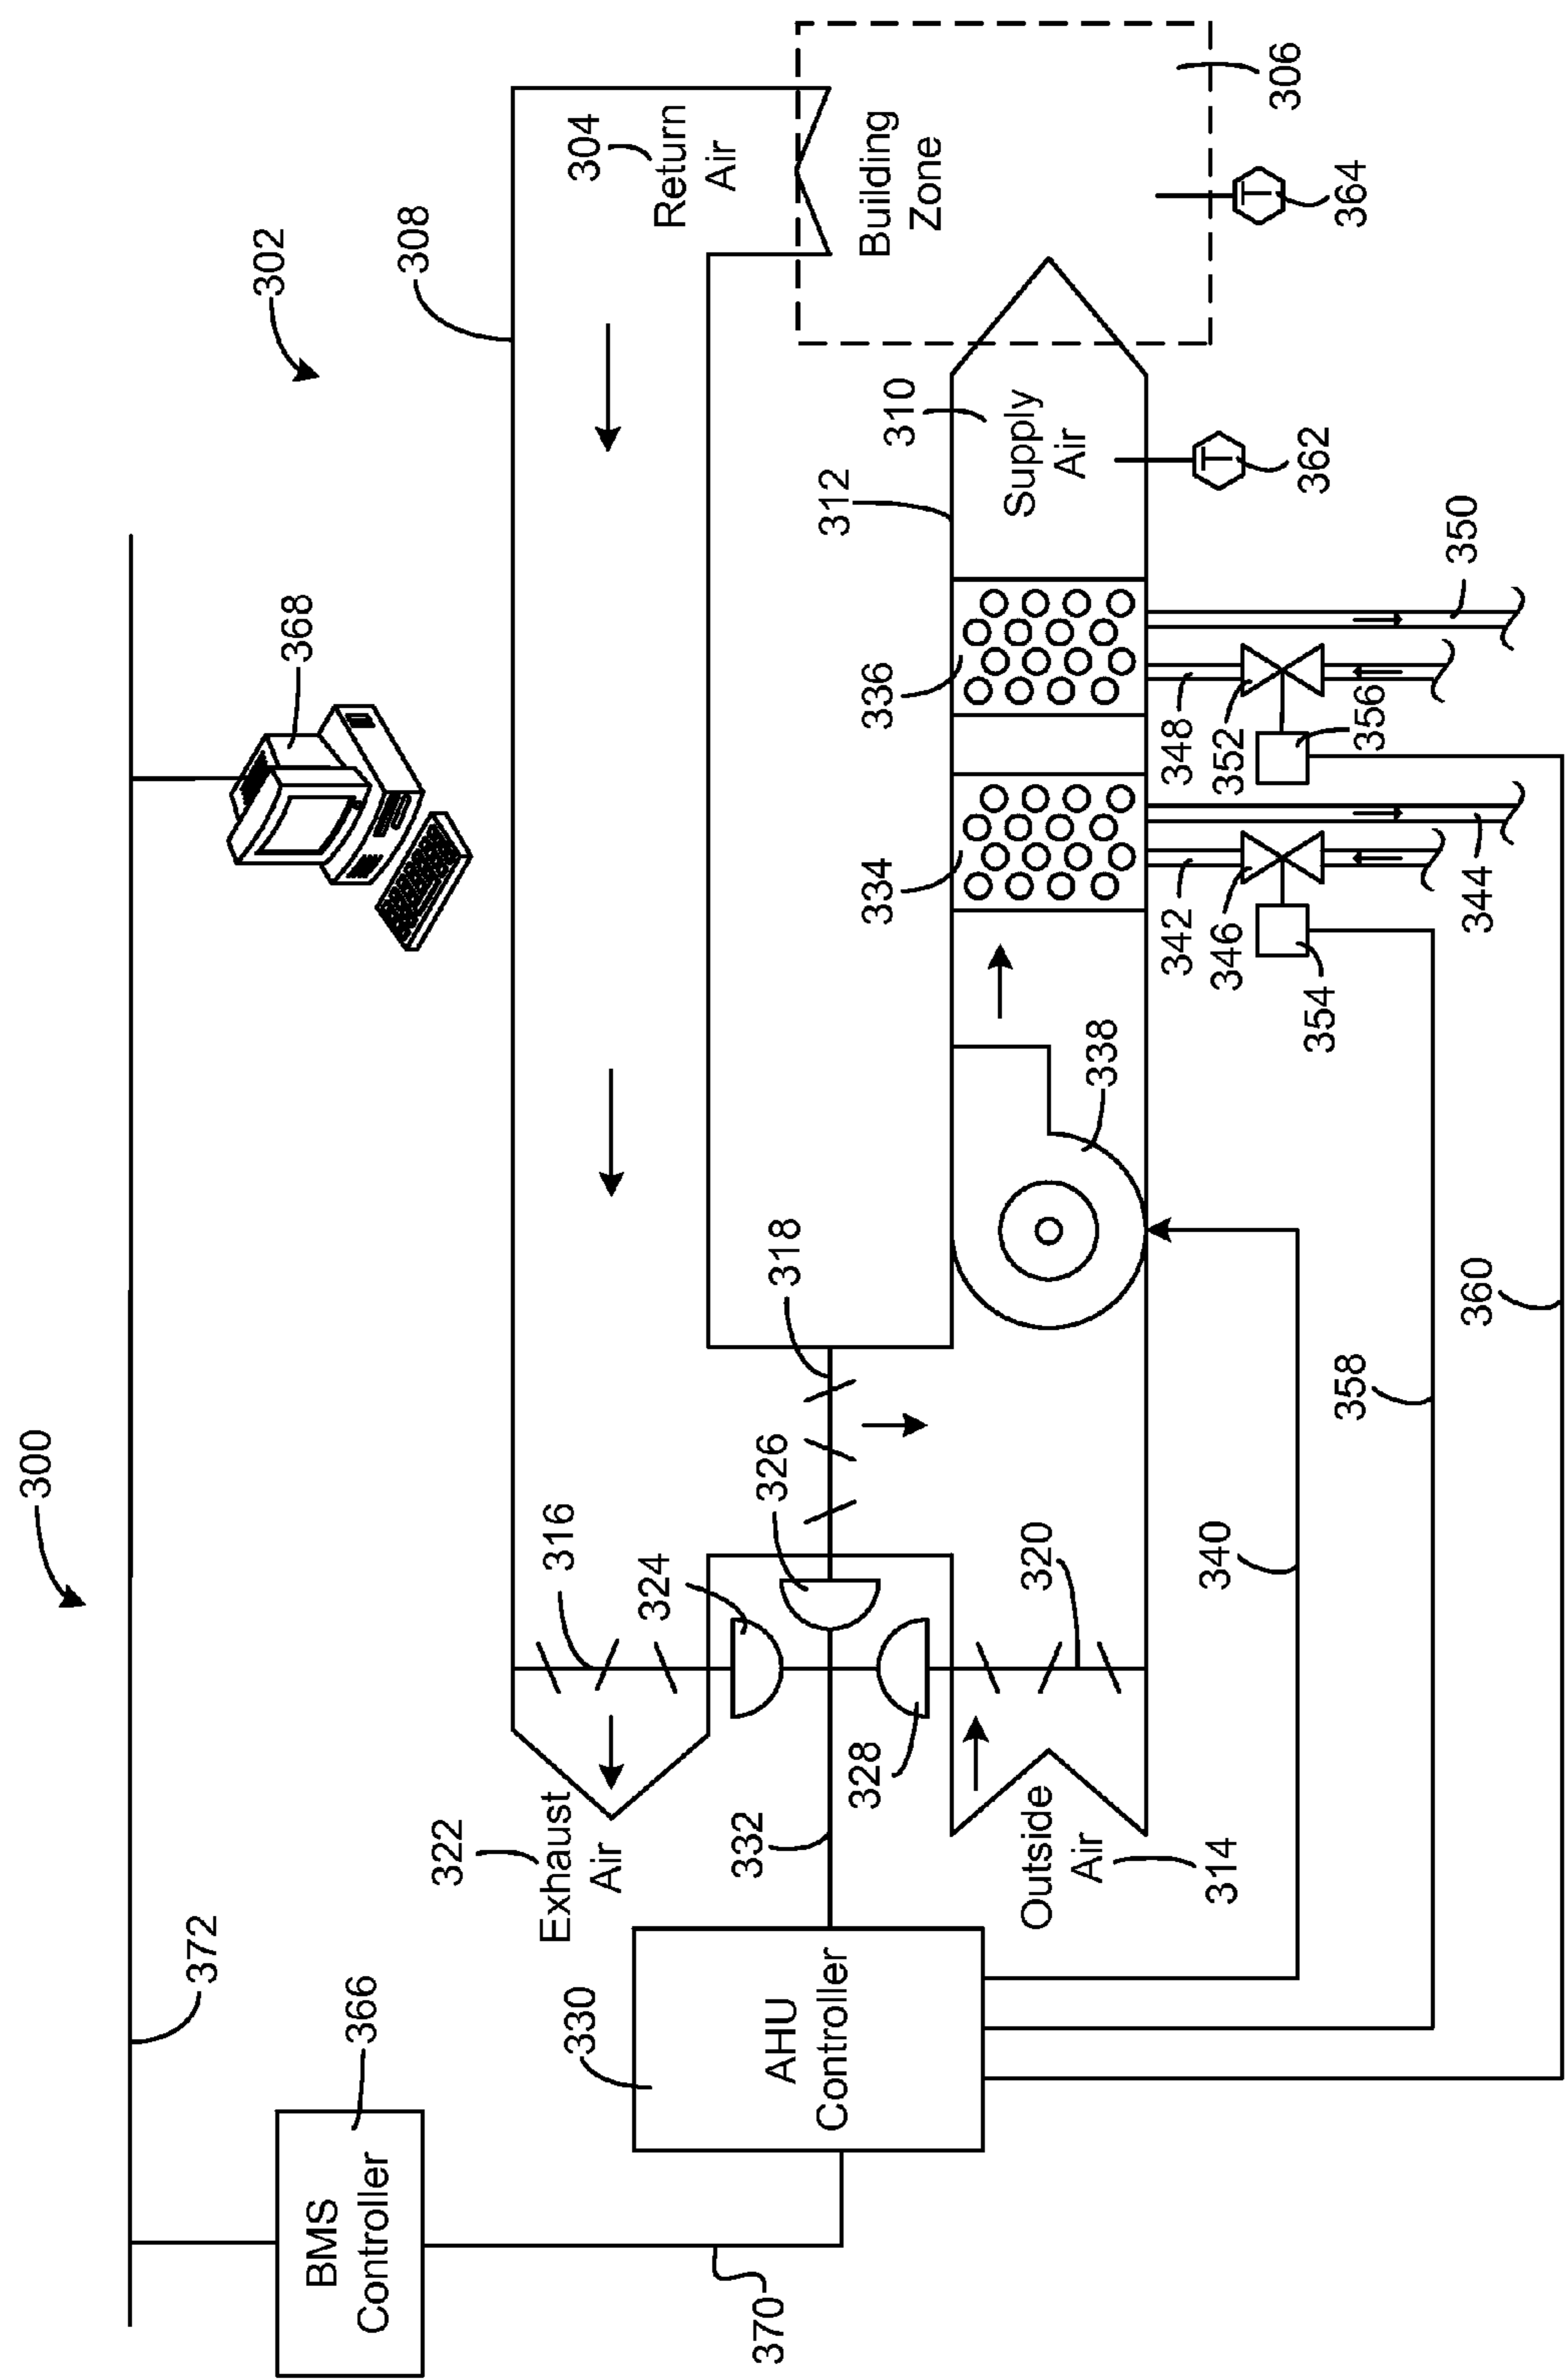 300
302
372
366
BMS
Controller
368
370
308
304
Return
Air
306
Building
Zone
322
Exhaust
Air
316
324
326
318
332
328
330
AHU
Controller
Outside
Air
314
320
338
334
336
312
310
Supply
Air
362
T
364
T
342
346
354
344
348
352
356
350
340
358
360